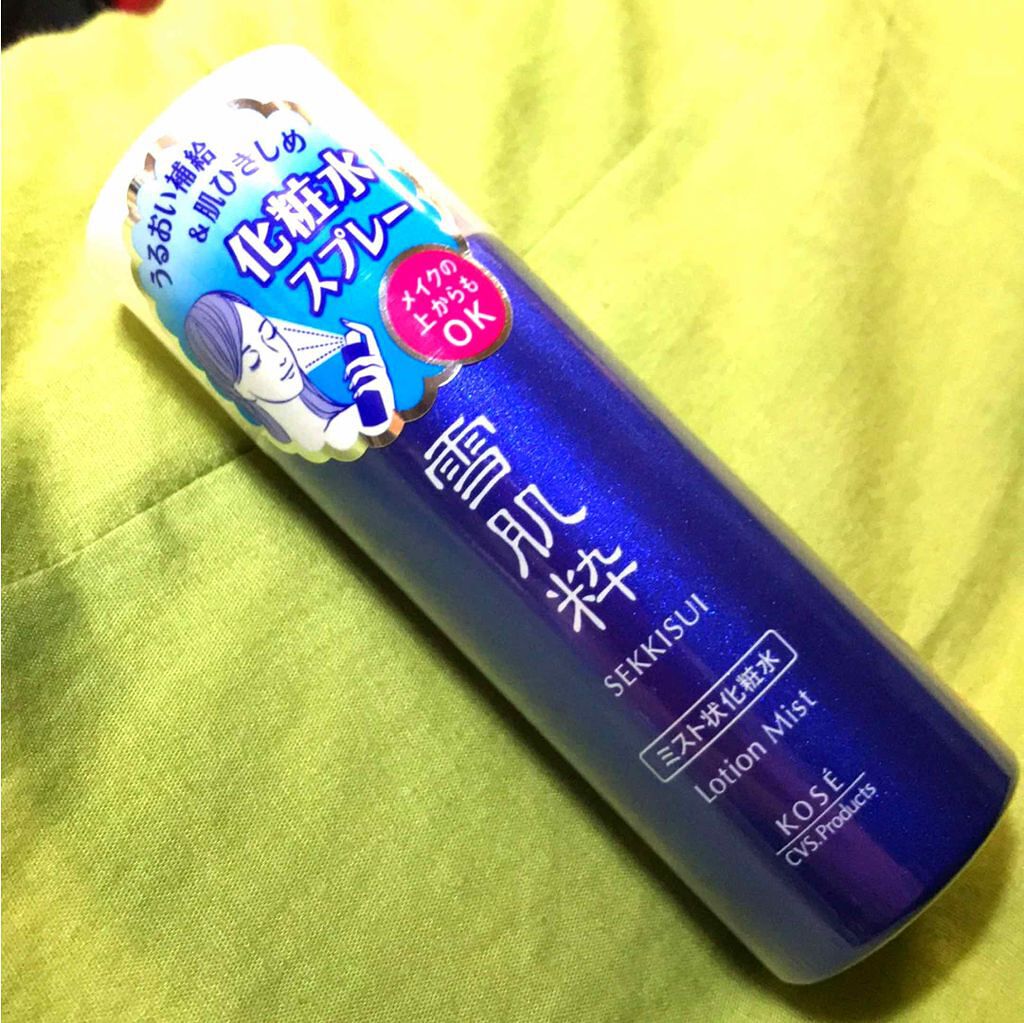 うるおい補給
&肌ひきしめ
化粧水
スプレー
メイクの
上からも
OK
雪肌粋
SEKKISUI
ミスト状化粧水
Lotion Mist
KOSÉ
CVS.Products